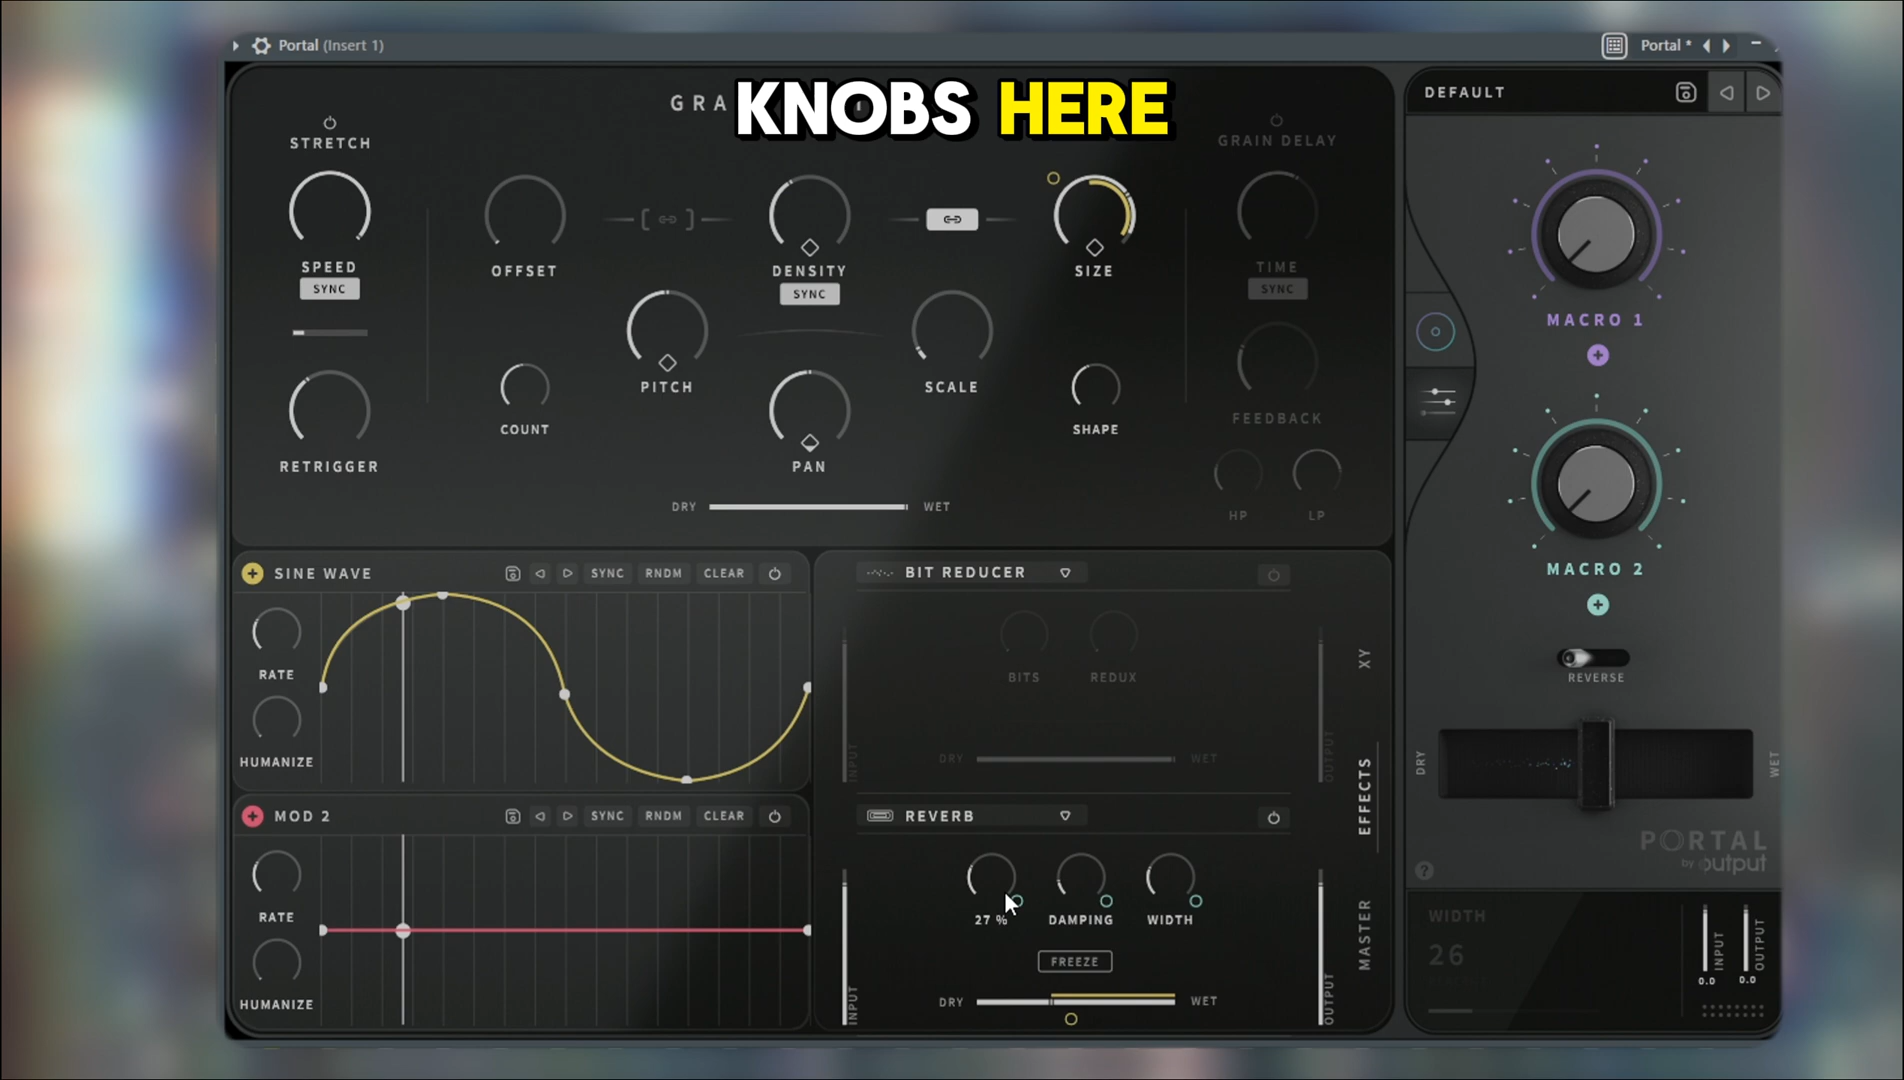 Portal (Insert 1)
Portal *
KNOBS HERE
GRA
STRETCH
GRAIN DELAY
SPEED
SYNC
OFFSET
DENSITY
SYNC
SIZE
TIME
SYNC
RETRIGGER
COUNT
PITCH
PAN
SCALE
SHAPE
FEEDBACK
HP
LP
DRY
WET
SINE WAVE
SYNC
RNDM
CLEAR
RATE
HUMANIZE
MOD 2
SYNC
RNDM
CLEAR
RATE
HUMANIZE
BIT REDUCER
BITS
REDUX
INPUT
DRY
WET
OUTPUT
REVERB
27 %
DAMPING
WIDTH
FREEZE
INPUT
DRY
WET
OUTPUT
XY
EFFECTS
MASTER
DEFAULT
MACRO 1
MACRO 2
REVERSE
DRY
WET
PORTAL
by output
?
WIDTH
26
INPUT
0.0
OUTPUT
0.0